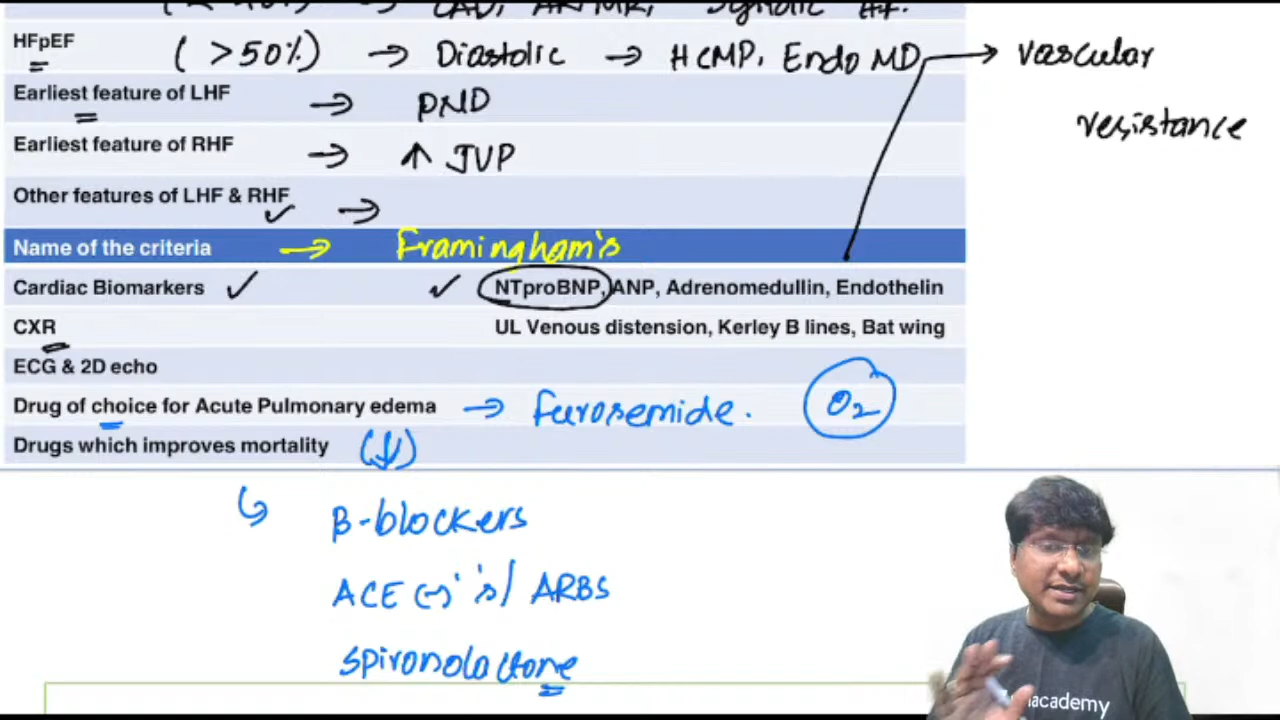 HFpEF (>50%) → Diastolic → HCMP, Endo MD → vascular
resistance
Earliest feature of LHF → PND
Earliest feature of RHF → ↑ JVP
Other features of LHF & RHF ✓ →
Name of the criteria → Framingham's
Cardiac Biomarkers ✓ ✓ NTproBNP, ANP, Adrenomedullin, Endothelin
CXR UL Venous distension, Kerley B lines, Bat wing
ECG & 2D echo
Drug of choice for Acute Pulmonary edema → Furosemide. O2
Drugs which improves mortality (↓)
B-blockers
ACE (-)'s/ ARBS
Spironolactone
academy